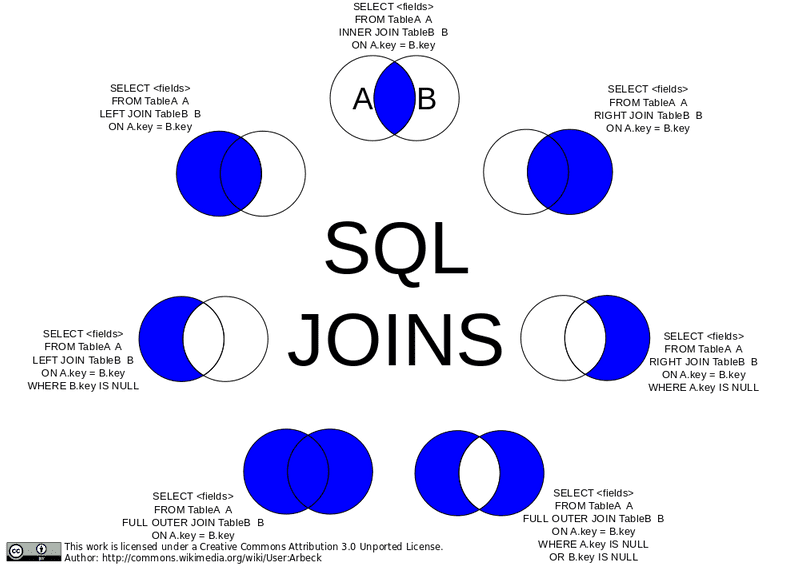 SELECT <fields>
FROM TableA A
INNER JOIN TableB B
ON A.key = B.key
A
B
SELECT <fields>
FROM TableA A
LEFT JOIN TableB B
ON A.key = B.key
SELECT <fields>
FROM TableA A
RIGHT JOIN TableB B
ON A.key = B.key
SQL
JOINS
SELECT <fields>
FROM TableA A
LEFT JOIN TableB B
ON A.key = B.key
WHERE B.key IS NULL
SELECT <fields>
FROM TableA A
RIGHT JOIN TableB B
ON A.key = B.key
WHERE A.key IS NULL
SELECT <fields>
FROM TableA A
FULL OUTER JOIN TableB B
ON A.key = B.key
SELECT <fields>
FROM TableA A
FULL OUTER JOIN TableB B
ON A.key = B.key
WHERE A.key IS NULL
OR B.key IS NULL
cc
BY
This work is licensed under a Creative Commons Attribution 3.0 Unported License.
Author: http://commons.wikimedia.org/wiki/User:Arbeck